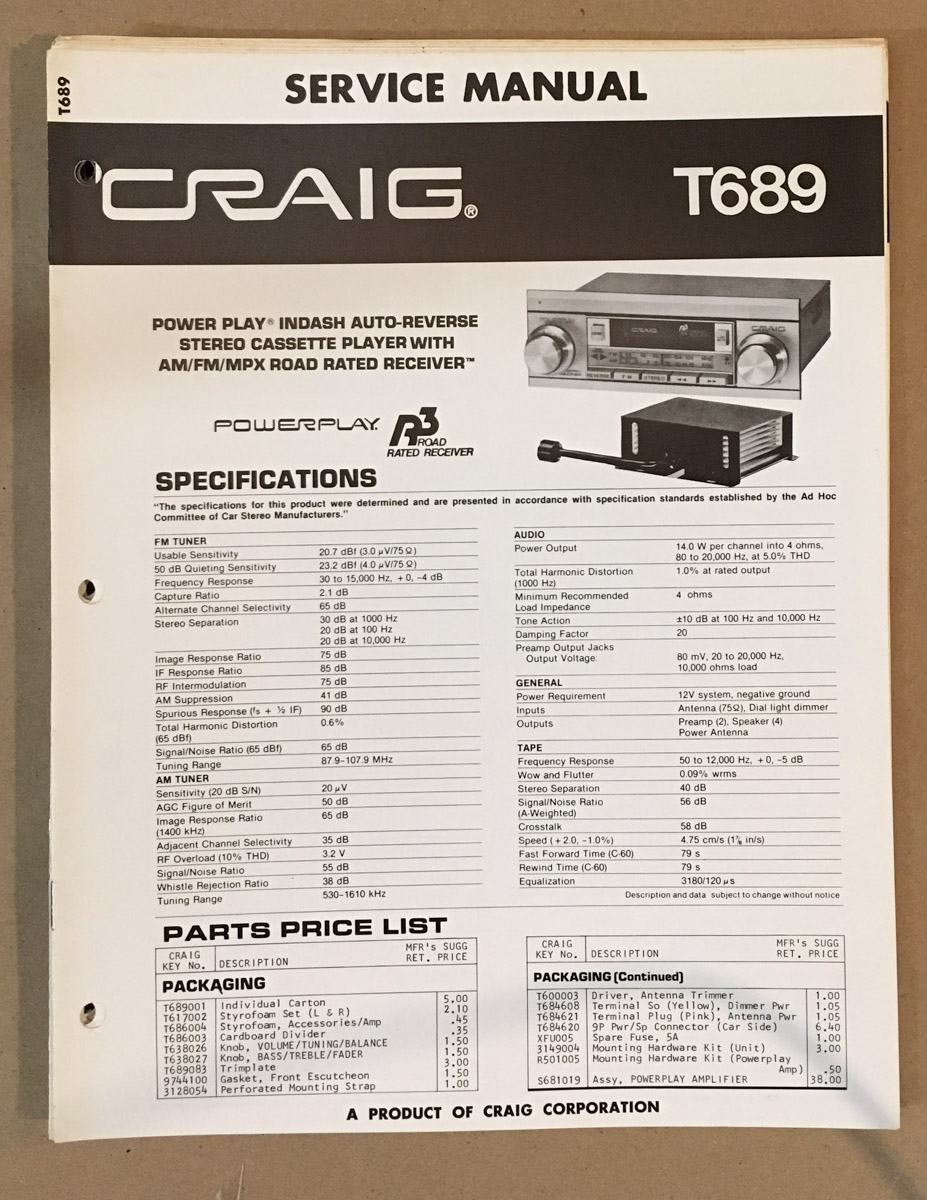 T689
SERVICE MANUAL
CRAIG®
T689
POWER PLAY® INDASH AUTO-REVERSE
STEREO CASSETTE PLAYER WITH
AM/FM/MPX ROAD RATED RECEIVER™
POWERPLAY. R3 ROAD
RATED RECEIVER
CRAIG
CRAIG
REVERSE FM STEREO
SPECIFICATIONS
"The specifications for this product were determined and are presented in accordance with specification standards established by the Ad Hoc
Committee of Car Stereo Manufacturers."
FM TUNER
Usable Sensitivity 20.7 dBf (3.0 μV/75 Ω)
50 dB Quieting Sensitivity 23.2 dBf (4.0 μV/75 Ω)
Frequency Response 30 to 15,000 Hz, +0, -4 dB
Capture Ratio 2.1 dB
Alternate Channel Selectivity 65 dB
Stereo Separation 30 dB at 1000 Hz
20 dB at 100 Hz
20 dB at 10,000 Hz
Image Response Ratio 75 dB
IF Response Ratio 85 dB
RF Intermodulation 75 dB
AM Suppression 41 dB
Spurious Response (fs + ½ IF) 90 dB
Total Harmonic Distortion 0.6%
(65 dBf)
Signal/Noise Ratio (65 dBf) 65 dB
Tuning Range 87.9-107.9 MHz
AM TUNER
Sensitivity (20 dB S/N) 20 μV
AGC Figure of Merit 50 dB
Image Response Ratio 65 dB
(1400 kHz)
Adjacent Channel Selectivity 35 dB
RF Overload (10% THD) 3.2 V
Signal/Noise Ratio 55 dB
Whistle Rejection Ratio 38 dB
Tuning Range 530-1610 kHz
AUDIO
Power Output 14.0 W per channel into 4 ohms,
80 to 20,000 Hz, at 5.0% THD
Total Harmonic Distortion 1.0% at rated output
(1000 Hz)
Minimum Recommended 4 ohms
Load Impedance
Tone Action ±10 dB at 100 Hz and 10,000 Hz
Damping Factor 20
Preamp Output Jacks
Output Voltage: 80 mV, 20 to 20,000 Hz,
10,000 ohms load
GENERAL
Power Requirement 12V system, negative ground
Inputs Antenna (75Ω), Dial light dimmer
Outputs Preamp (2), Speaker (4)
Power Antenna
TAPE
Frequency Response 50 to 12,000 Hz, +0, -5 dB
Wow and Flutter 0.09% wrms
Stereo Separation 40 dB
Signal/Noise Ratio 56 dB
(A-Weighted)
Crosstalk 58 dB
Speed (+2.0, -1.0%) 4.75 cm/s (1⅞ in/s)
Fast Forward Time (C-60) 79 s
Rewind Time (C-60) 79 s
Equalization 3180/120 μs
Description and data subject to change without notice
PARTS PRICE LIST
CRAIG MFR's SUGG
KEY No. DESCRIPTION RET. PRICE
PACKAGING
T689001 Individual Carton 5.00
T617002 Styrofoam Set (L & R) 2.10
T686004 Styrofoam, Accessories/Amp .45
T686003 Cardboard Divider .35
T638026 Knob, VOLUME/TUNING/BALANCE 1.50
T638027 Knob, BASS/TREBLE/FADER 1.50
T689083 Trimplate 3.00
9744100 Gasket, Front Escutcheon 1.50
3128054 Perforated Mounting Strap 1.00
CRAIG MFR's SUGG
KEY No. DESCRIPTION RET. PRICE
PACKAGING (Continued)
T600003 Driver, Antenna Trimmer 1.00
T684608 Terminal So (Yellow), Dimmer Pwr 1.05
T684621 Terminal Plug (Pink), Antenna Pwr 1.05
T684620 9P Pwr/Sp Connector (Car Side) 6.40
XFU005 Spare Fuse, 5A 1.00
3149004 Mounting Hardware Kit (Unit) 3.00
R501005 Mounting Hardware Kit (Powerplay
Amp) .50
S681019 Assy, POWERPLAY AMPLIFIER 38.00
A PRODUCT OF CRAIG CORPORATION